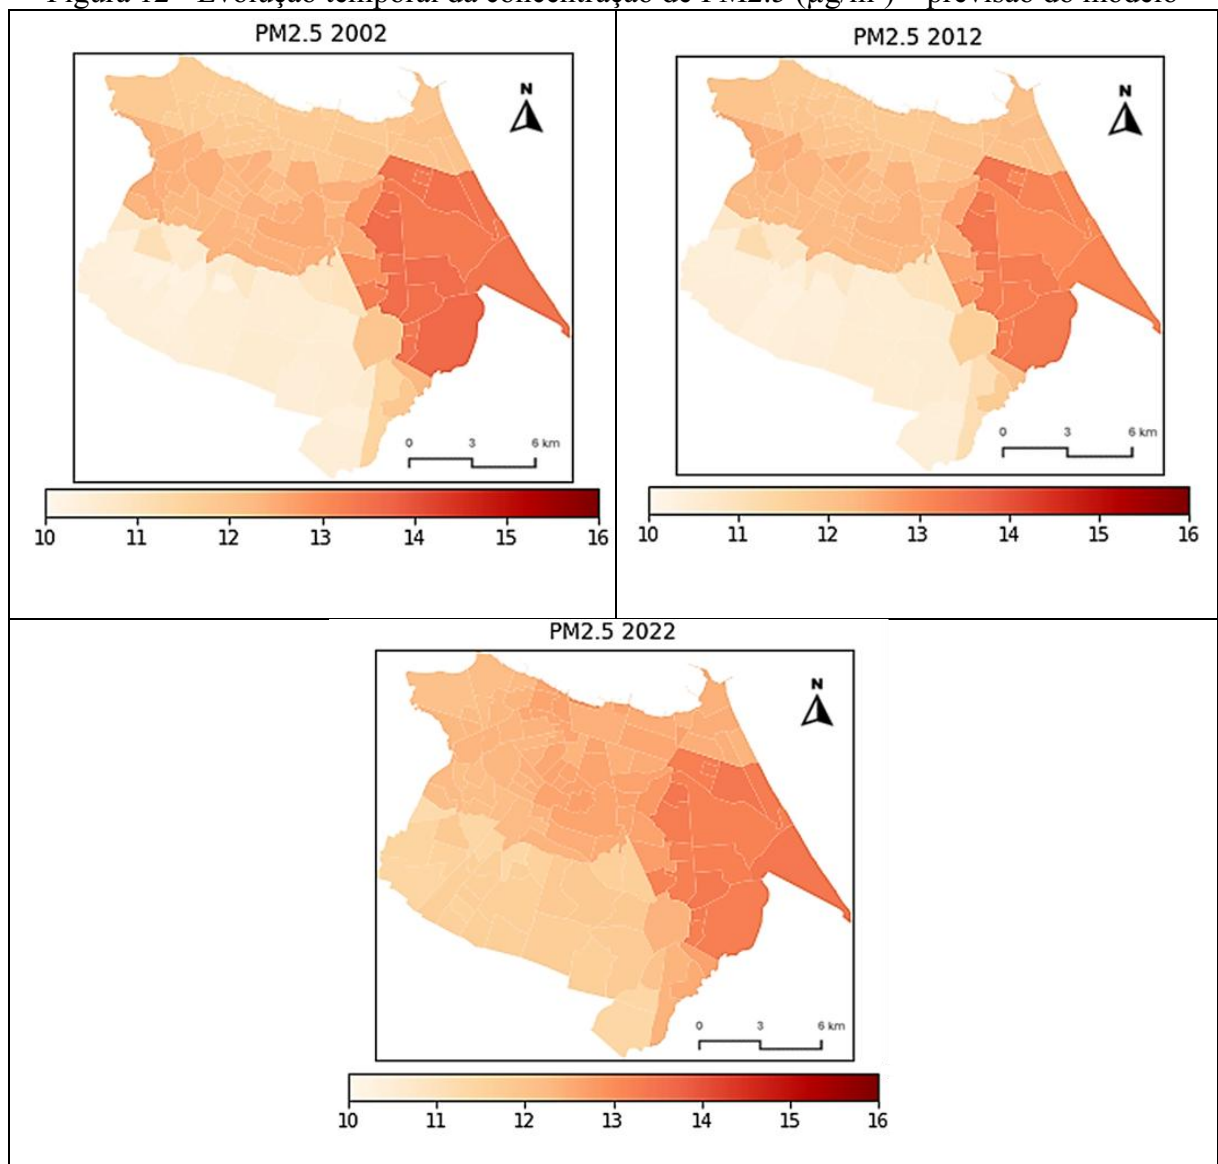 Figura 12 - Evolução temporal da concentração de PM2.5 (µg/m³) – previsão do modelo
PM2.5 2002
N
0 3 6 km
10 11 12 13 14 15 16
PM2.5 2012
N
0 3 6 km
10 11 12 13 14 15 16
PM2.5 2022
N
0 3 6 km
10 11 12 13 14 15 16